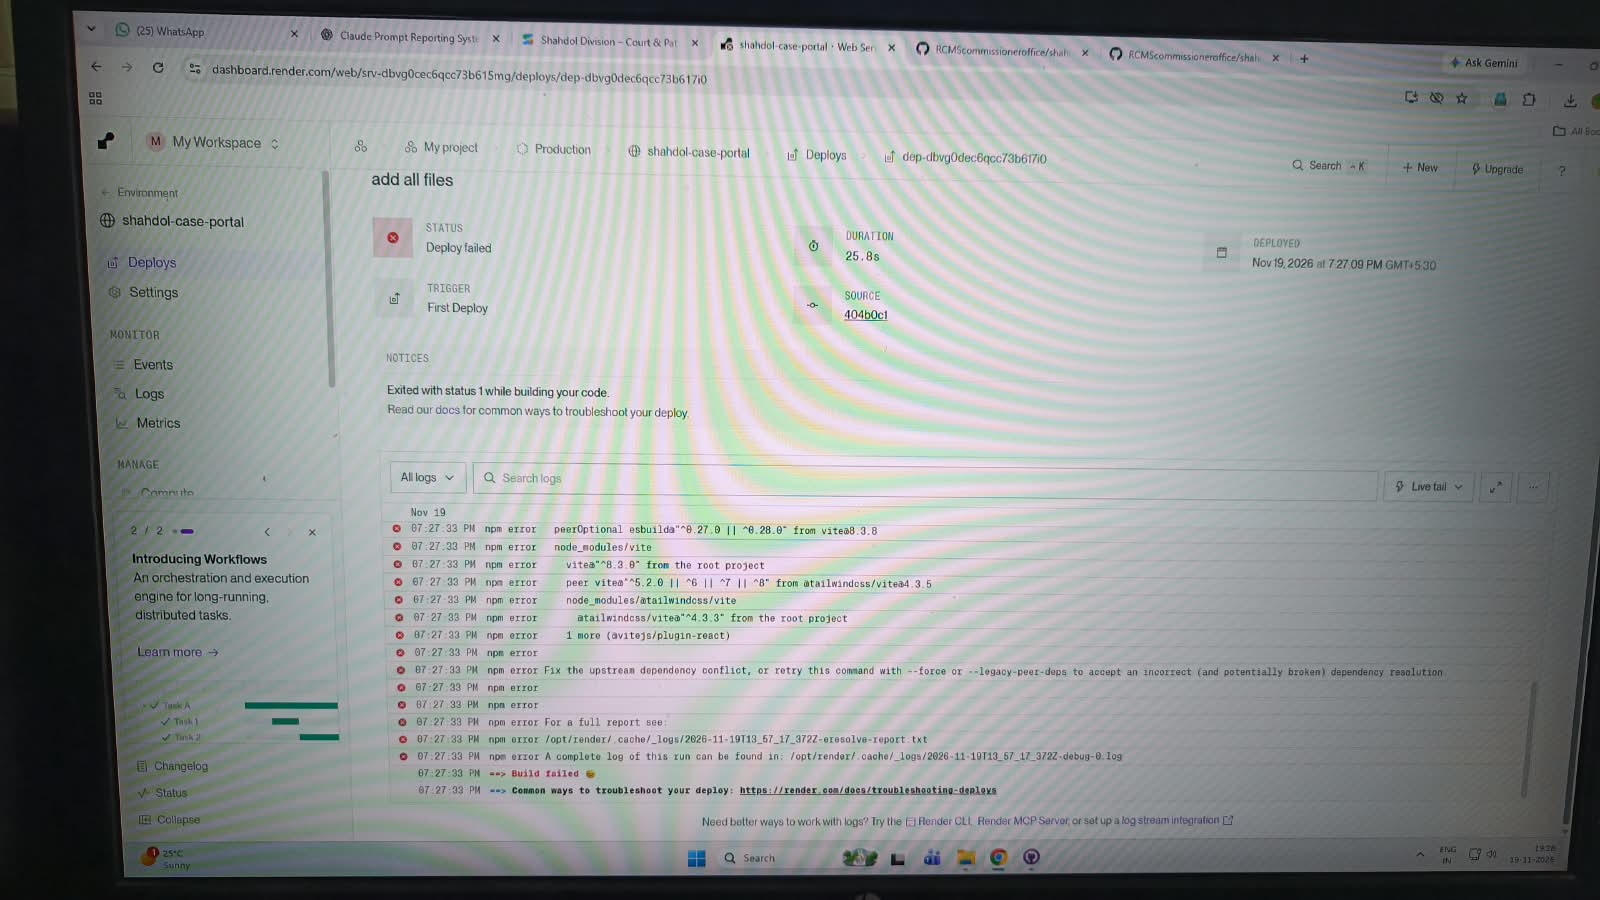 (25) WhatsApp
Claude Prompt Reporting Syste
Shahdol Division – Court & Pat
shahdol-case-portal · Web Ser
RCMScommissioneroffice/shah
RCMScommissioneroffice/shah
Ask Gemini
dashboard.render.com/web/srv-dbvg0cec6qcc73b615mg/deploys/dep-dbvg0dec6qcc73b617i0
All Boo
M My Workspace
My project
Production
shahdol-case-portal
Deploys
dep-dbvg0dec6qcc73b617i0
Search
K
+ New
Upgrade
?
← Environment
shahdol-case-portal
Deploys
Settings
MONITOR
Events
Logs
Metrics
MANAGE
Compute
2 / 2
Introducing Workflows
An orchestration and execution
engine for long-running,
distributed tasks.
Learn more →
Task A
Task 1
Task 2
Changelog
Status
Collapse
add all files
STATUS
Deploy failed
DURATION
25.8s
DEPLOYED
Nov 19, 2026 at 7:27:09 PM GMT+5:30
TRIGGER
First Deploy
SOURCE
404b0c1
NOTICES
Exited with status 1 while building your code.
Read our docs for common ways to troubleshoot your deploy.
All logs
Search logs
Live tail
Nov 19
07:27:33 PM npm error peerOptional esbuild@"^0.27.0 || ^0.28.0" from vite@8.3.8
07:27:33 PM npm error node_modules/vite
07:27:33 PM npm error vite@"^8.3.0" from the root project
07:27:33 PM npm error peer vite@"^5.2.0 || ^6 || ^7 || ^8" from @tailwindcss/vite@4.3.5
07:27:33 PM npm error node_modules/@tailwindcss/vite
07:27:33 PM npm error @tailwindcss/vite@"^4.3.3" from the root project
07:27:33 PM npm error 1 more (@vitejs/plugin-react)
07:27:33 PM npm error
07:27:33 PM npm error Fix the upstream dependency conflict, or retry this command with --force or --legacy-peer-deps to accept an incorrect (and potentially broken) dependency resolution
07:27:33 PM npm error
07:27:33 PM npm error
07:27:33 PM npm error For a full report see:
07:27:33 PM npm error /opt/render/.cache/_logs/2026-11-19T13_57_17_372Z-eresolve-report.txt
07:27:33 PM npm error A complete log of this run can be found in: /opt/render/.cache/_logs/2026-11-19T13_57_17_372Z-debug-0.log
07:27:33 PM ==> Build failed 😞
07:27:33 PM ==> Common ways to troubleshoot your deploy: https://render.com/docs/troubleshooting-deploys
Need better ways to work with logs? Try the Render CLI, Render MCP Server, or set up a log stream integration
1
25°C
Sunny
Search
ENG
IN
19:28
19-11-2026